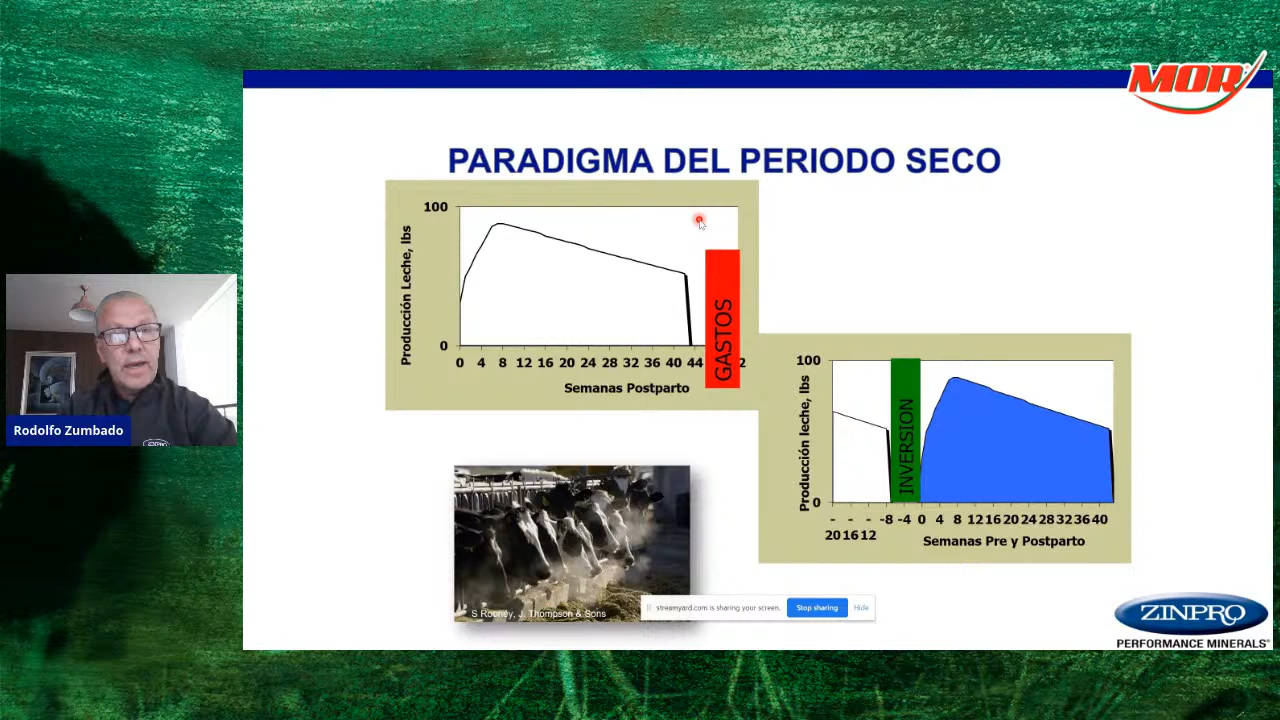 MOR
PARADIGMA DEL PERIODO SECO
100
0
Producción Leche, lbs
0 4 8 12 16 20 24 28 32 36 40 44 2
Semanas Postparto
GASTOS
100
0
Producción leche, lbs
- - - -8 -4 0 4 8 12 16 20 24 28 32 36 40
20 16 12
Semanas Pre y Postparto
INVERSION
Rodolfo Zumbado
S Rooney, J. Thompson & Sons
streamyard.com is sharing your screen.
Stop sharing
Hide
ZINPRO
PERFORMANCE MINERALS®